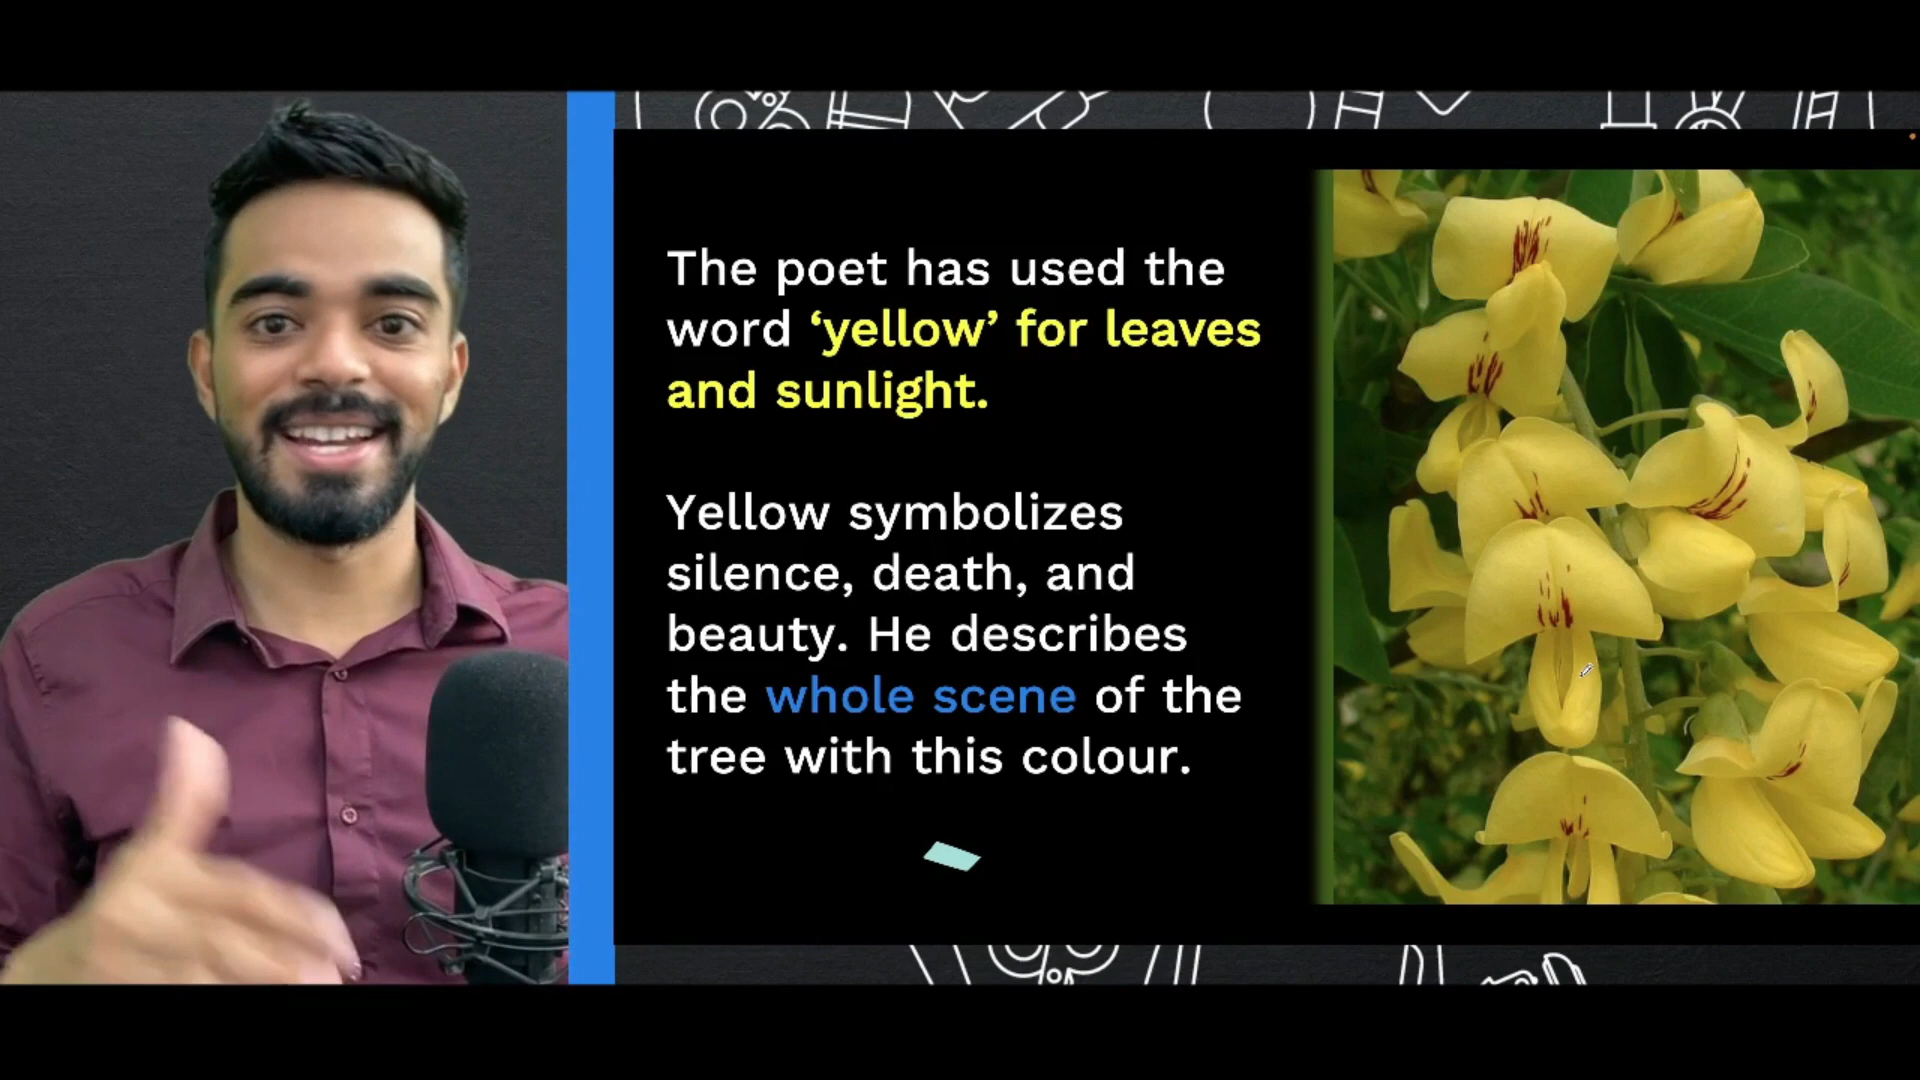 The poet has used the
word ‘yellow’ for leaves
and sunlight.
Yellow symbolizes
silence, death, and
beauty. He describes
the whole scene of the
tree with this colour.